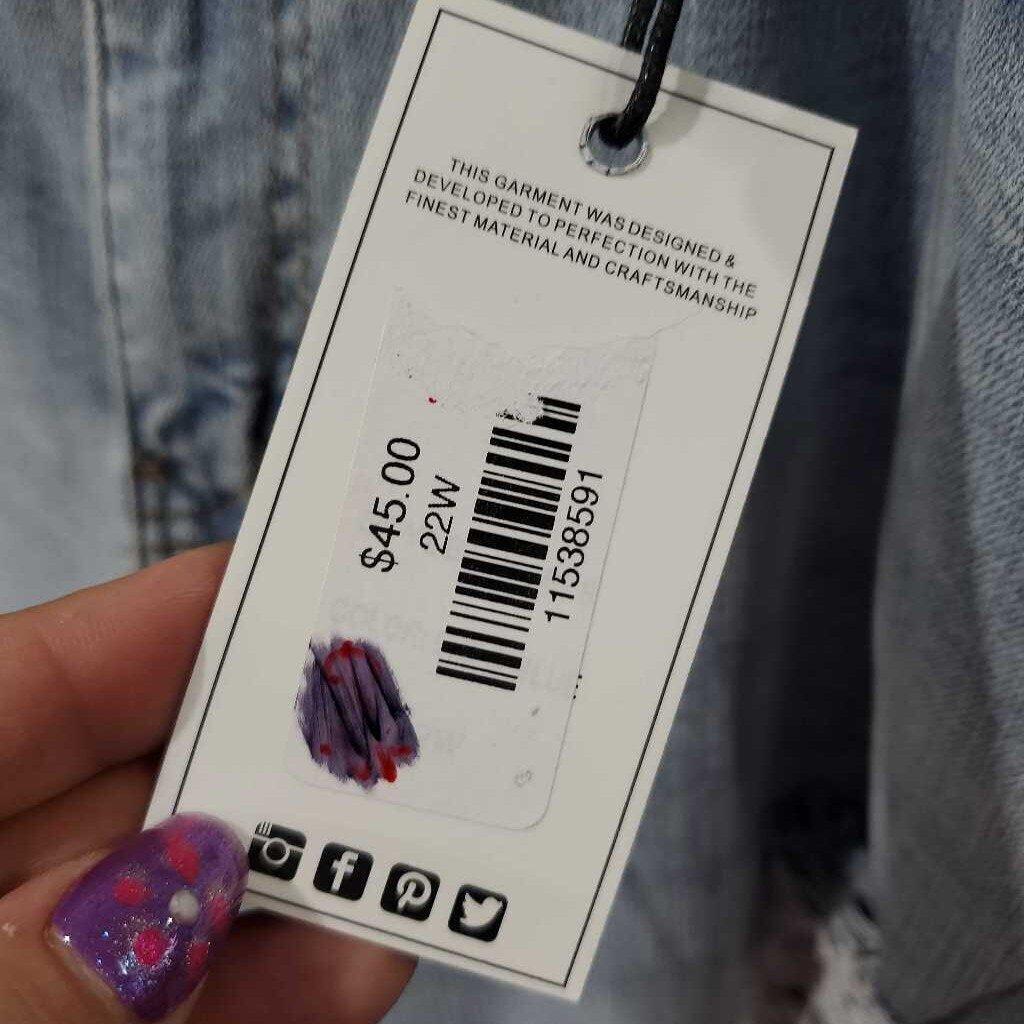 THIS GARMENT WAS DESIGNED &
DEVELOPED TO PERFECTION WITH THE
FINEST MATERIAL AND CRAFTSMANSHIP
$45.00
22W
11538591